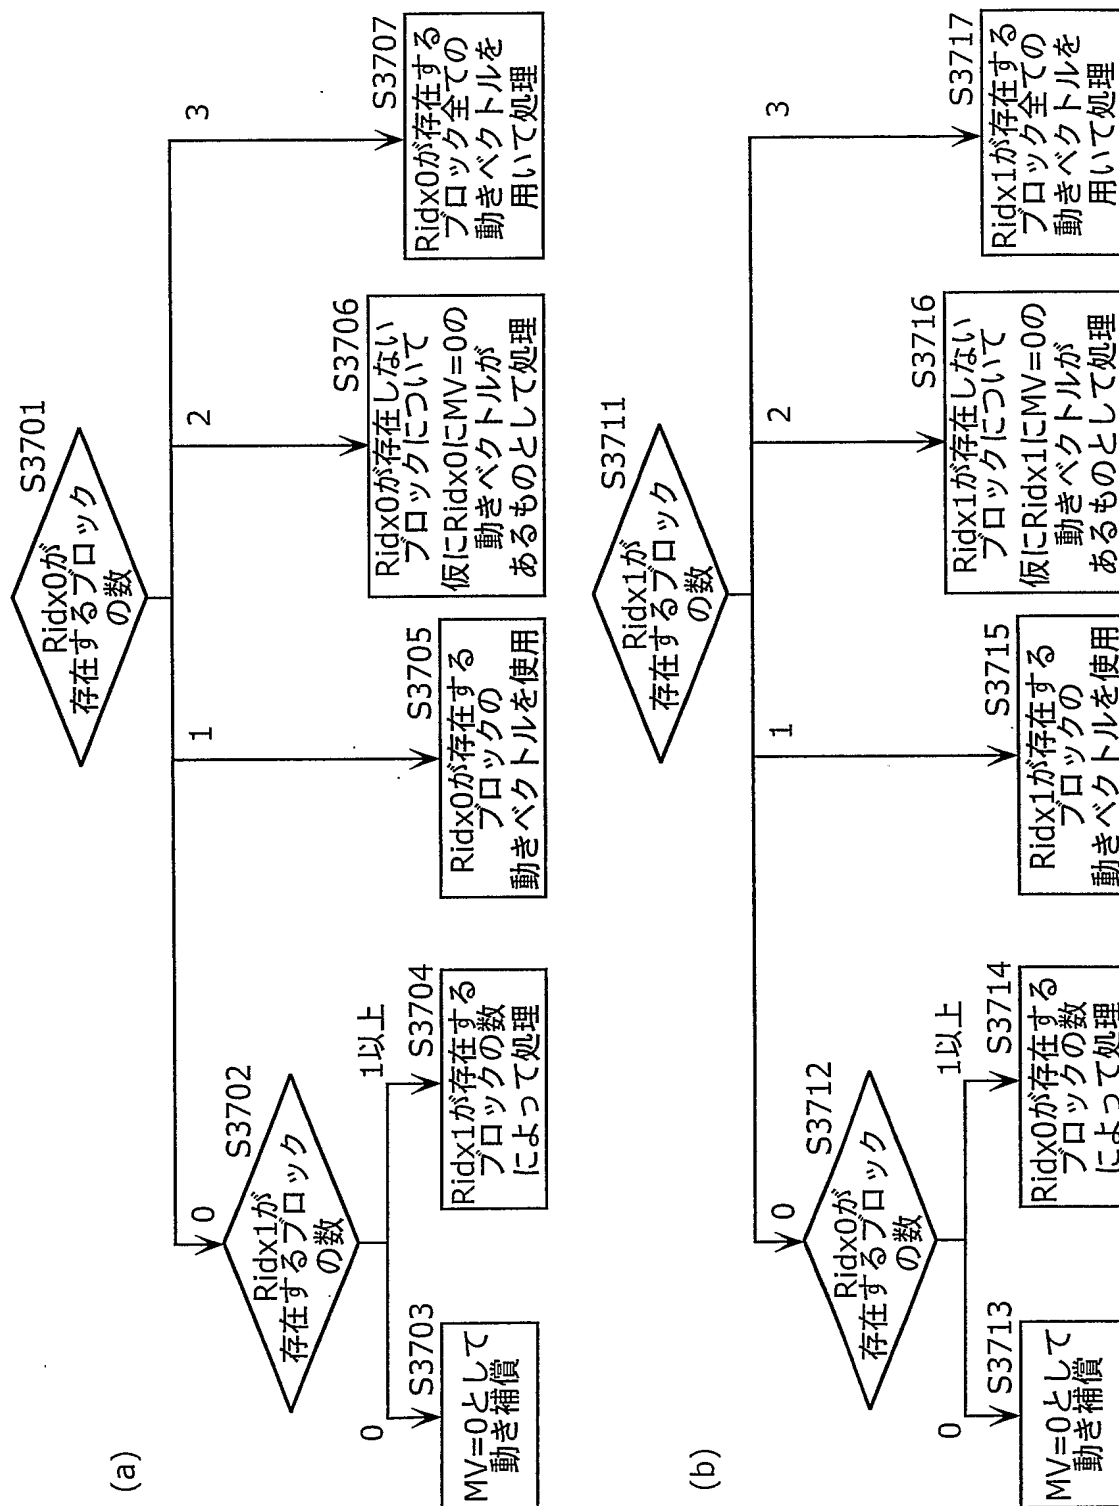 (a)
S3701
Ridx0が
存在するブロック
の数
0
1
2
3
S3702
Ridx1が
存在するブロック
の数
0
1以上
S3703
MV=0として
動き補償
S3704
Ridx1が存在する
ブロックの数
によって処理
S3705
Ridx0が存在する
ブロックの
動きベクトルを使用
S3706
Ridx0が存在しない
ブロックについて
仮にRidx0にMV=0の
動きベクトルが
あるものとして処理
S3707
Ridx0が存在する
ブロック全ての
動きベクトルを
用いて処理
(b)
S3711
Ridx1が
存在するブロック
の数
0
1
2
3
S3712
Ridx0が
存在するブロック
の数
0
1以上
S3713
MV=0として
動き補償
S3714
Ridx0が存在する
ブロックの数
によって処理
S3715
Ridx1が存在する
ブロックの
動きベクトルを使用
S3716
Ridx1が存在しない
ブロックについて
仮にRidx1にMV=0の
動きベクトルが
あるものとして処理
S3717
Ridx1が存在する
ブロック全ての
動きベクトルを
用いて処理